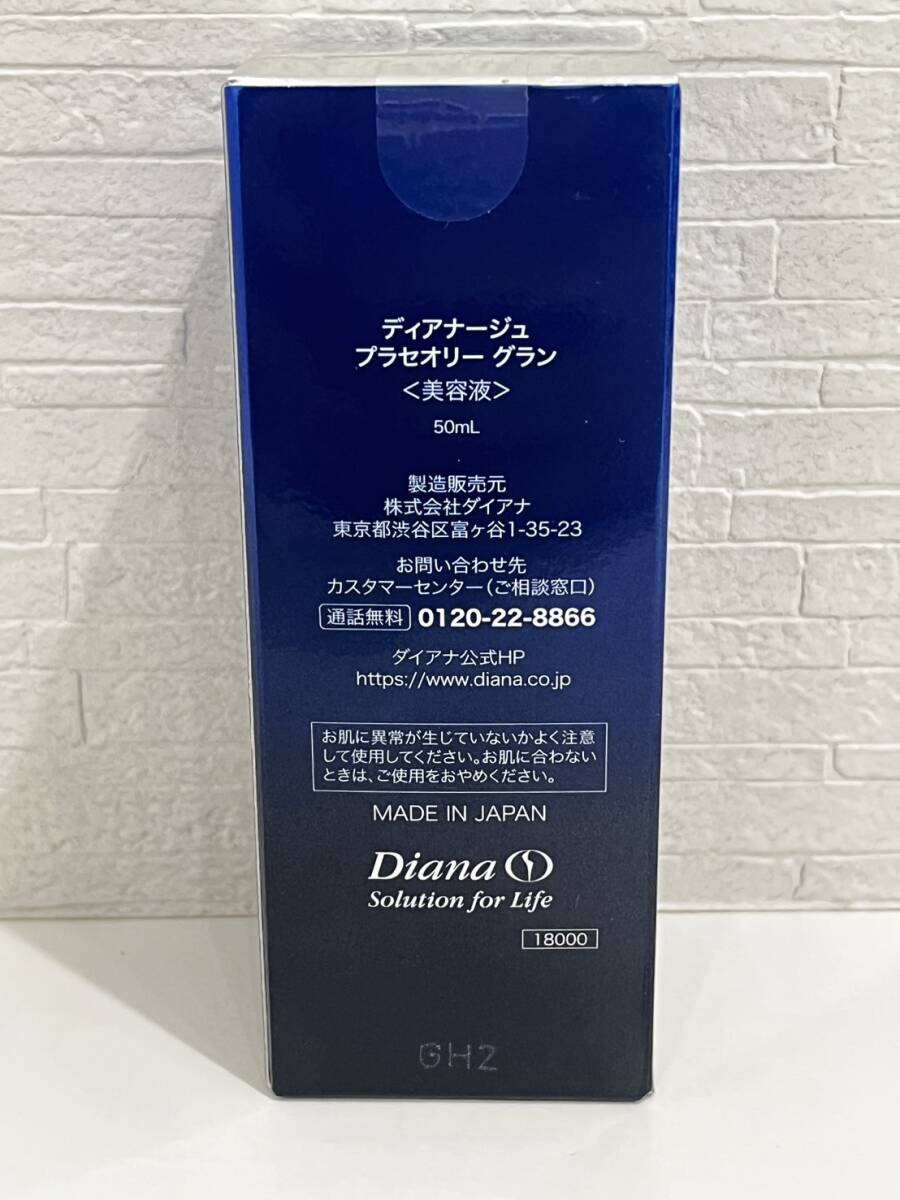 ディアナージュ
プラセオリー グラン
<美容液>
50mL
製造販売元
株式会社ダイアナ
東京都渋谷区富ヶ谷1-35-23
お問い合わせ先
カスタマーセンター(ご相談窓口)
通話無料 0120-22-8866
ダイアナ公式HP
https://www.diana.co.jp
お肌に異常が生じていないかよく注意
して使用してください。お肌に合わない
ときは、ご使用をおやめください。
MADE IN JAPAN
Diana
Solution for Life
18000
GH2